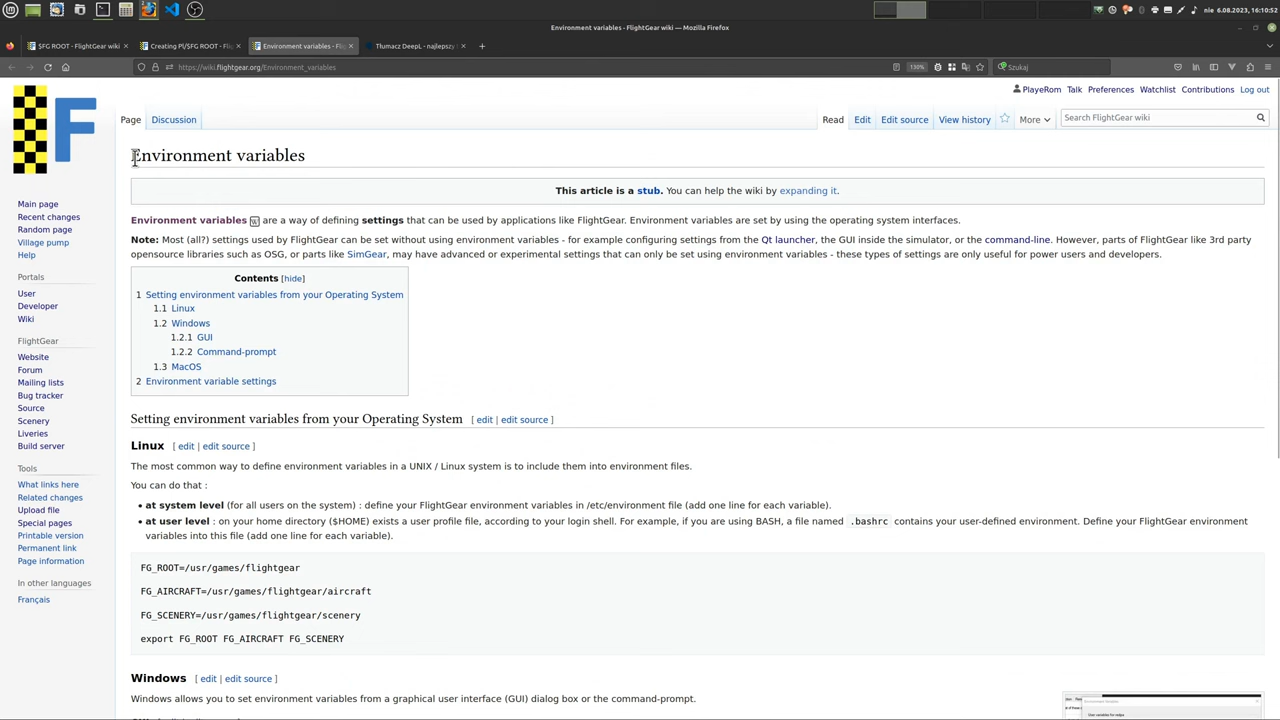 nie 6.08.2023, 16:10:52
Environment variables - FlightGear wiki — Mozilla Firefox
$FG ROOT - FlightGear wiki
Creating Pl/$FG ROOT - Flig
Environment variables - Flig
Tłumacz DeepL - najlepszy
https://wiki.flightgear.org/Environment_variables
130%
Szukaj
PlayeRom Talk Preferences Watchlist Contributions Log out
Page Discussion
Read Edit Edit source View history More
Search FlightGear wiki
Environment variables
This article is a stub. You can help the wiki by expanding it.
Environment variables are a way of defining settings that can be used by applications like FlightGear. Environment variables are set by using the operating system interfaces.
Note: Most (all?) settings used by FlightGear can be set without using environment variables - for example configuring settings from the Qt launcher, the GUI inside the simulator, or the command-line. However, parts of FlightGear like 3rd party
opensource libraries such as OSG, or parts like SimGear, may have advanced or experimental settings that can only be set using environment variables - these types of settings are only useful for power users and developers.
Contents [hide]
1 Setting environment variables from your Operating System
1.1 Linux
1.2 Windows
1.2.1 GUI
1.2.2 Command-prompt
1.3 MacOS
2 Environment variable settings
Setting environment variables from your Operating System [ edit | edit source ]
Linux [ edit | edit source ]
The most common way to define environment variables in a UNIX / Linux system is to include them into environment files.
You can do that :
• at system level (for all users on the system) : define your FlightGear environment variables in /etc/environment file (add one line for each variable).
• at user level : on your home directory ($HOME) exists a user profile file, according to your login shell. For example, if you are using BASH, a file named .bashrc contains your user-defined environment. Define your FlightGear environment
variables into this file (add one line for each variable).
FG_ROOT=/usr/games/flightgear
FG_AIRCRAFT=/usr/games/flightgear/aircraft
FG_SCENERY=/usr/games/flightgear/scenery
export FG_ROOT FG_AIRCRAFT FG_SCENERY
Windows [ edit | edit source ]
Windows allows you to set environment variables from a graphical user interface (GUI) dialog box or the command-prompt.
Main page
Recent changes
Random page
Village pump
Help
Portals
User
Developer
Wiki
FlightGear
Website
Forum
Mailing lists
Bug tracker
Source
Scenery
Liveries
Build server
Tools
What links here
Related changes
Upload file
Special pages
Printable version
Permanent link
Page information
In other languages
Français